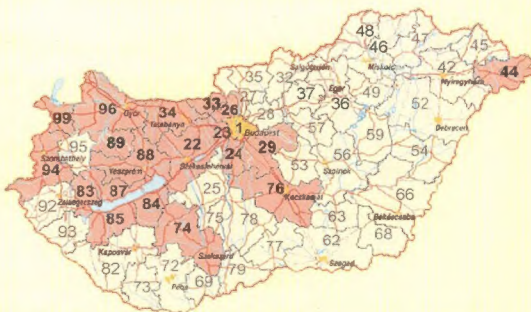 48
46
47
45
44
35
32
Salgótarján
Miskolc
42
Nyíregyháza
33
26
27
37
Eger
36
49
99
96
Győr
34
Tatabánya
28
52
23
1
Budapest
29
57
59
Debrecen
89
95
Szombathely
88
22
24
54
94
Veszprém
Székesfehérvár
53
56
Szolnok
83
87
25
76
Kecskemét
66
92
Zalaegerszeg
84
85
75
78
63
Békéscsaba
93
74
68
Kaposvár
77
62
82
72
Szekszárd
Szeged
73
Pécs
69
79